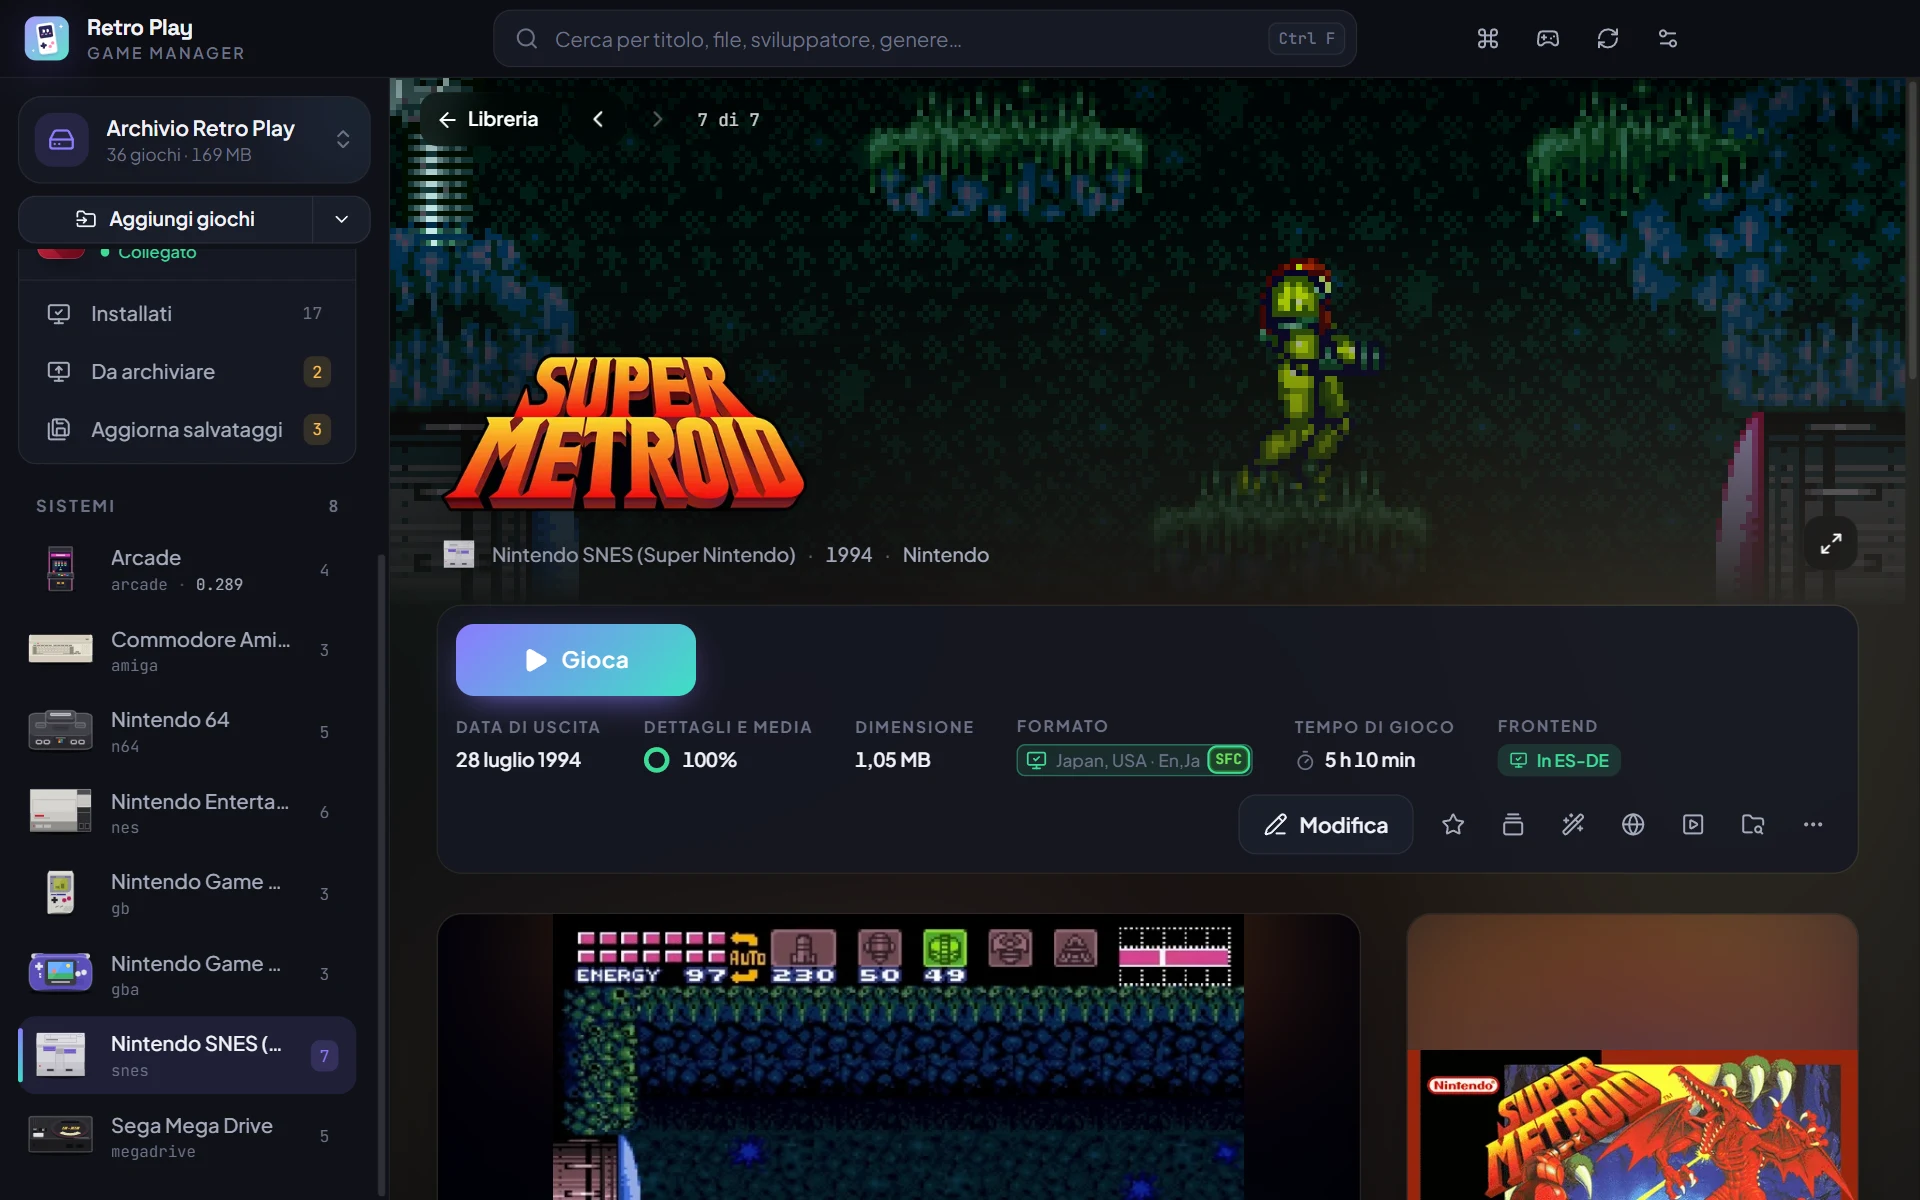 Retro Play
GAME MANAGER
Cerca per titolo, file, sviluppatore, genere…
Ctrl F
Archivio Retro Play
36 giochi · 169 MB
Aggiungi giochi
Collegato
Installati 17
Da archiviare 2
Aggiorna salvataggi 3
SISTEMI 8
Arcade
arcade · 0.289
4
Commodore Ami…
amiga
3
Nintendo 64
n64
5
Nintendo Enterta…
nes
6
Nintendo Game …
gb
3
Nintendo Game …
gba
3
Nintendo SNES (…
snes
7
Sega Mega Drive
megadrive
5
Libreria
7 di 7
SUPER
METROID
Nintendo SNES (Super Nintendo) · 1994 · Nintendo
Gioca
DATA DI USCITA
28 luglio 1994
DETTAGLI E MEDIA
100%
DIMENSIONE
1,05 MB
FORMATO
Japan, USA · En,Ja SFC
TEMPO DI GIOCO
5 h 10 min
FRONTEND
In ES-DE
Modifica
AUTO
ENERGY 97 230 50 49
Nintendo
SUPER
METROID